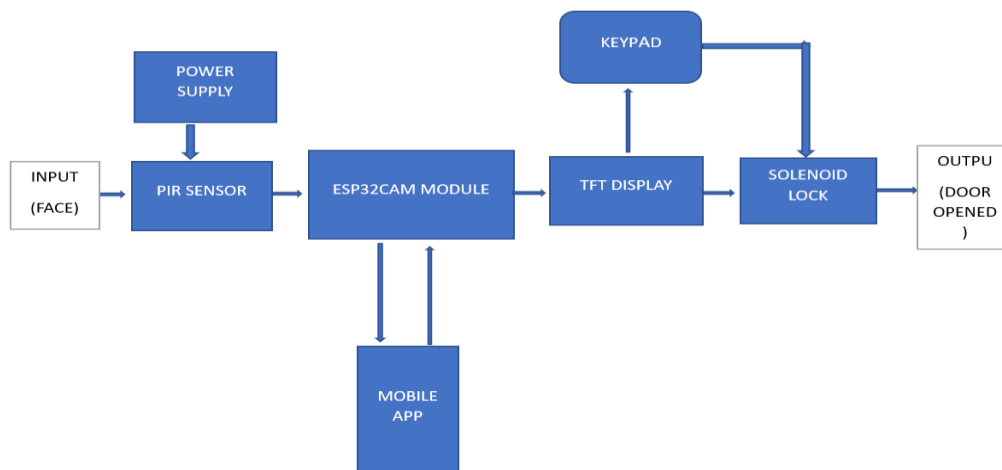 KEYPAD
POWER
SUPPLY
INPUT
(FACE)
PIR SENSOR
ESP32CAM MODULE
TFT DISPLAY
SOLENOID
LOCK
OUTPU
(DOOR
OPENED
)
MOBILE
APP